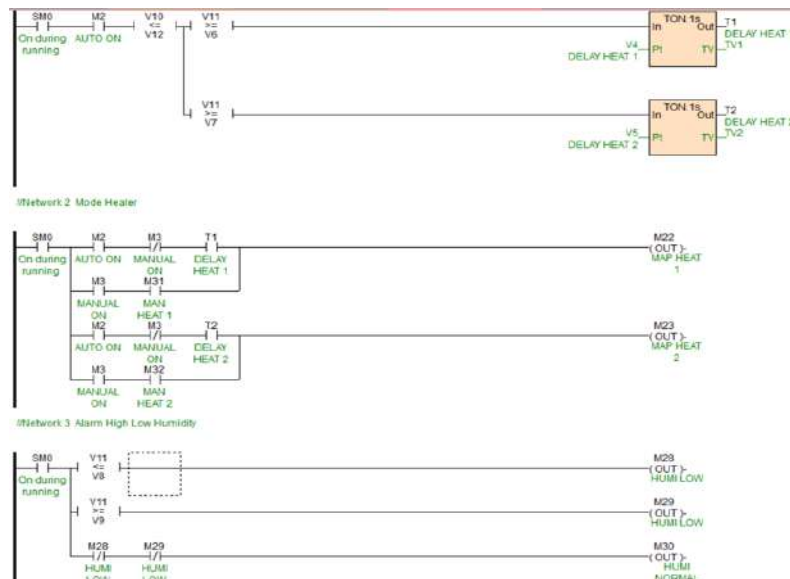 SM0 M2 V10 V11 TON 1s T1
<= >= In Out DELAY HEAT
On during running AUTO ON V12 V6 TV1
V4 Pt TV
DELAY HEAT 1
V11 TON 1s T2
>= In Out DELAY HEAT 2
V7 TV2
V5 Pt TV
DELAY HEAT 2
//Network 2 Mode Heater
SM0 M2 M3 T1 M22
On during running AUTO ON MANUAL ON DELAY HEAT 1 (OUT)- MAP HEAT 1
M3 M31
MANUAL ON MAN HEAT 1
M2 M3 T2 M23
AUTO ON MANUAL ON DELAY HEAT 2 (OUT)- MAP HEAT 2
M3 M32
MANUAL ON MAN HEAT 2
//Network 3 Alarm High Low Humidity
SM0 V11 M28
On during running <= V8 (OUT)- HUMI LOW
V11 M29
>= V9 (OUT)- HUMI LOW
M28 M29 M30
HUMI LOW HUMI LOW (OUT)- HUMI NORMAL